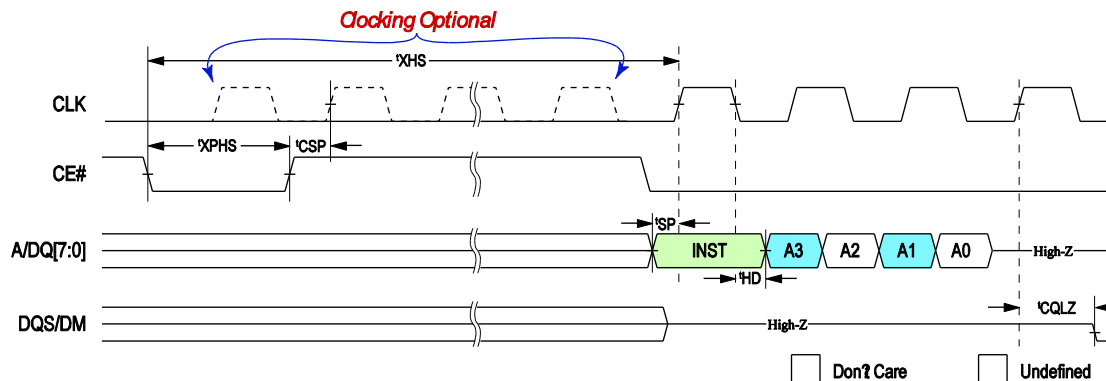 Clocking Optional
tXHS
CLK
tXPHS
tCSP
CE#
tSP
A/DQ[7:0]
INST
A3
A2
A1
A0
High-Z
tHD
tCQLZ
DQS/DM
High-Z
Don?t Care
Undefined